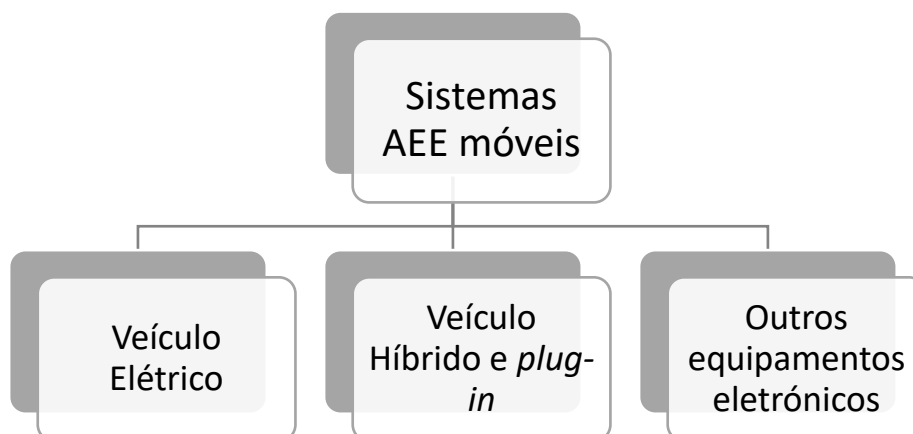 Sistemas
AEE móveis
Veículo
Elétrico
Veículo
Híbrido e plug-
in
Outros
equipamentos
eletrónicos